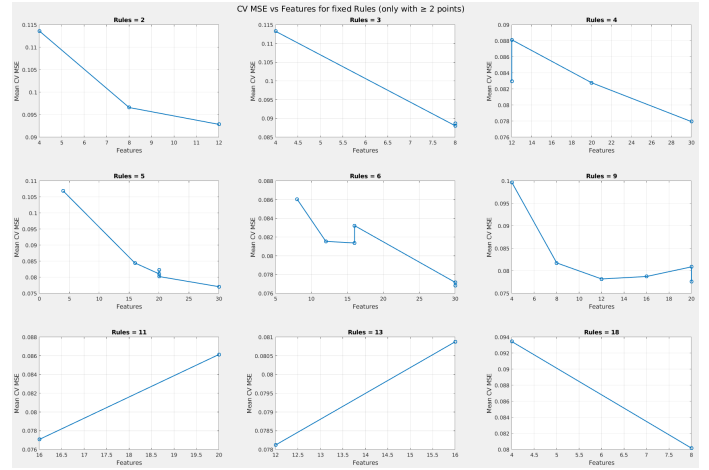 CV MSE vs Features for fixed Rules (only with ≥ 2 points)
Rules = 2
Mean CV MSE
0.115
0.11
0.105
0.1
0.095
0.09
4 5 6 7 8 9 10 11 12
Features
Rules = 3
Mean CV MSE
0.115
0.11
0.105
0.1
0.095
0.09
0.085
4 4.5 5 5.5 6 6.5 7 7.5 8
Features
Rules = 4
Mean CV MSE
0.09
0.088
0.086
0.084
0.082
0.08
0.078
0.076
12 14 16 18 20 22 24 26 28 30
Features
Rules = 5
Mean CV MSE
0.11
0.105
0.1
0.095
0.09
0.085
0.08
0.075
0 5 10 15 20 25 30
Features
Rules = 6
Mean CV MSE
0.088
0.086
0.084
0.082
0.08
0.078
0.076
5 10 15 20 25 30
Features
Rules = 9
Mean CV MSE
0.1
0.095
0.09
0.085
0.08
0.075
4 6 8 10 12 14 16 18 20
Features
Rules = 11
Mean CV MSE
0.088
0.086
0.084
0.082
0.08
0.078
0.076
16 16.5 17 17.5 18 18.5 19 19.5 20
Features
Rules = 13
Mean CV MSE
0.081
0.0805
0.08
0.0795
0.079
0.0785
0.078
12 12.5 13 13.5 14 14.5 15 15.5 16
Features
Rules = 18
Mean CV MSE
0.094
0.092
0.09
0.088
0.086
0.084
0.082
0.08
4 4.5 5 5.5 6 6.5 7 7.5 8
Features